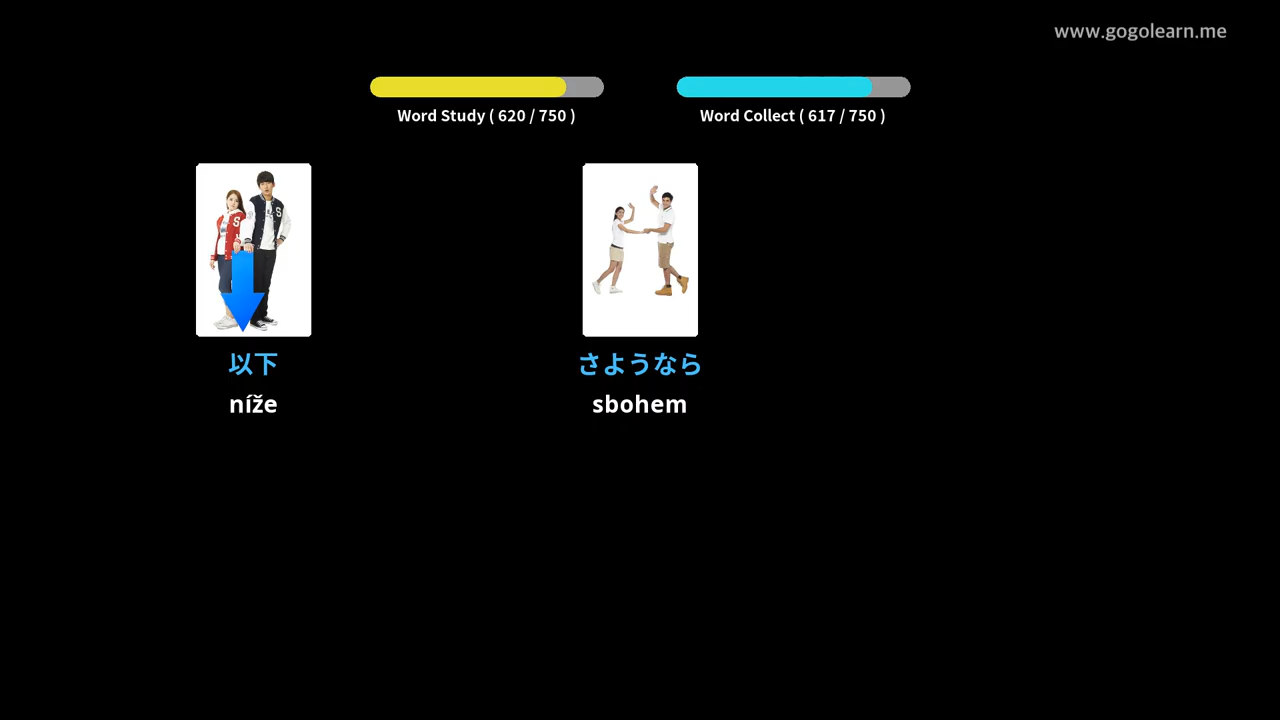 www.gogolearn.me
Word Study ( 620 / 750 )
Word Collect ( 617 / 750 )
S
S
以下
níže
さようなら
sbohem